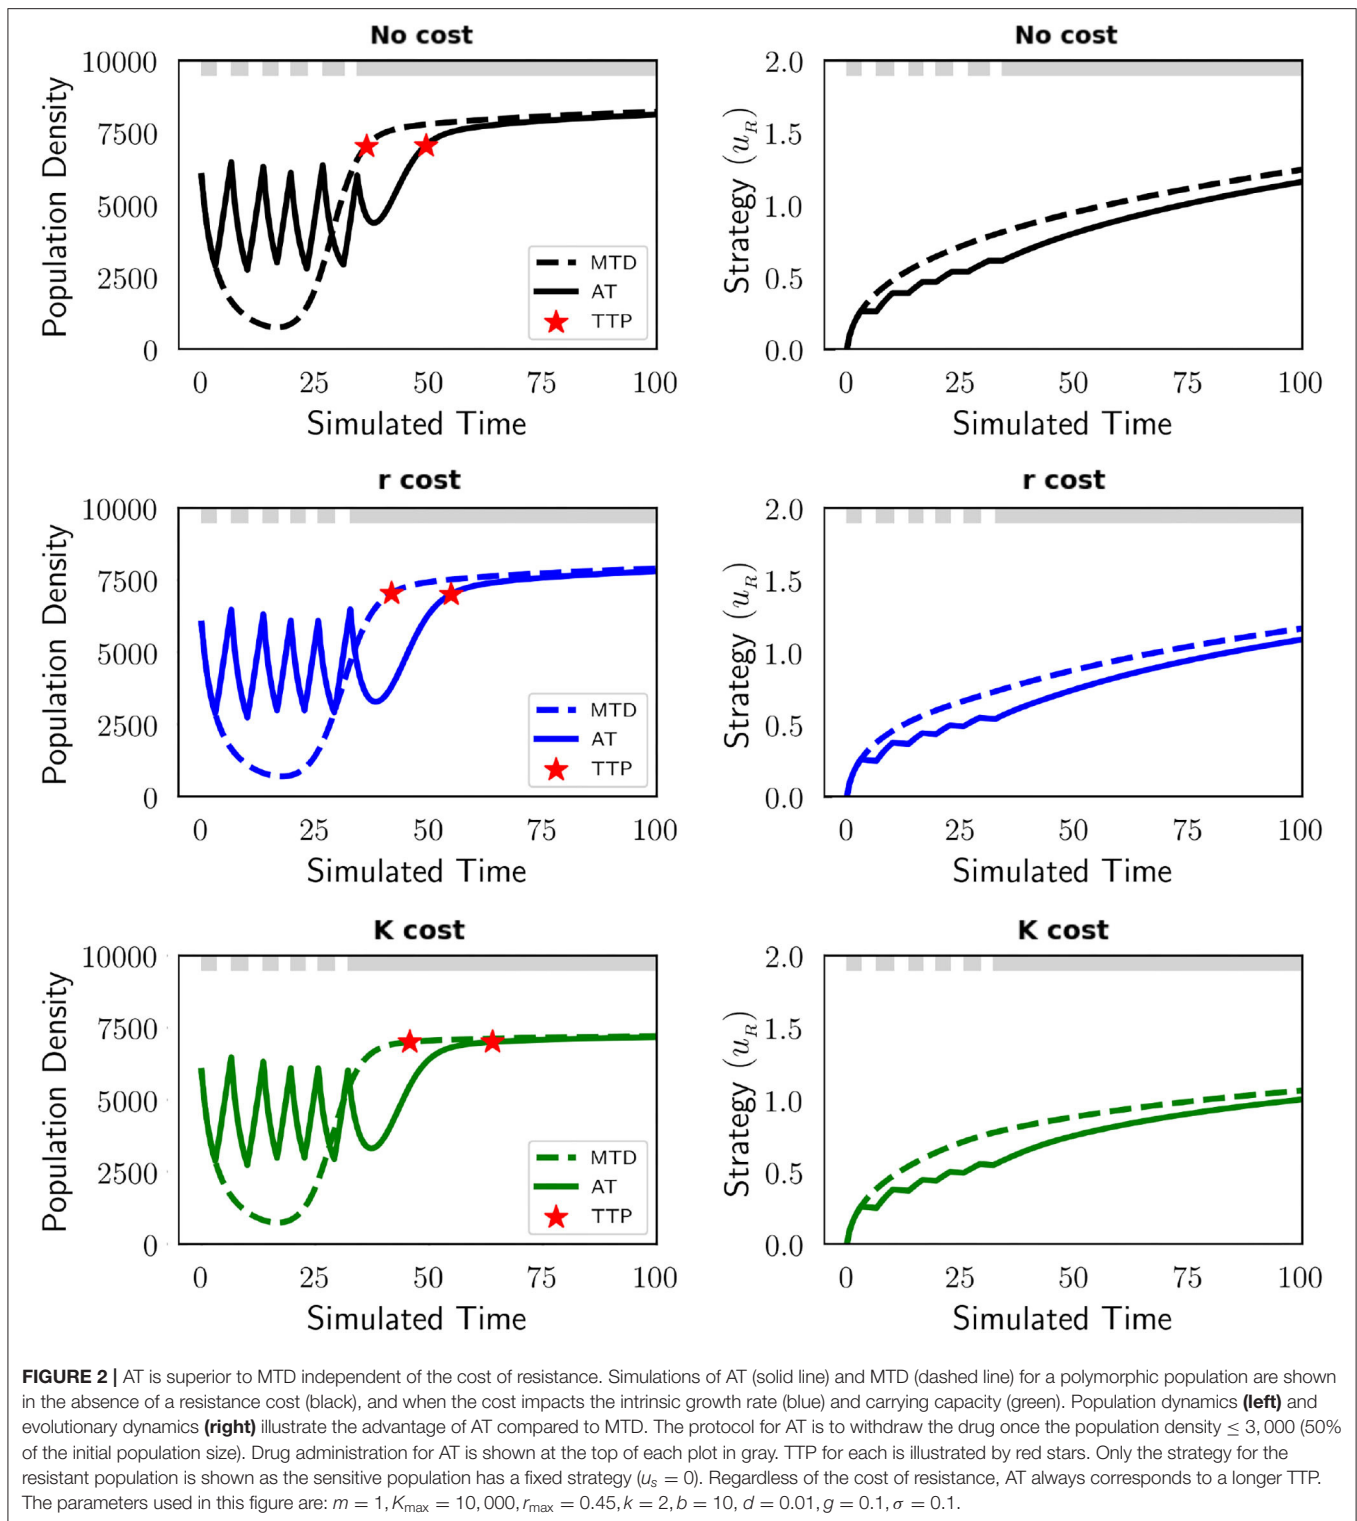 No cost
No cost
10000
7500
5000
2500
0
Population Density
MTD
AT
TTP
0 25 50 75 100
Simulated Time
2.0
1.5
1.0
0.5
0.0
Strategy (u_R)
0 25 50 75 100
Simulated Time
r cost
r cost
10000
7500
5000
2500
0
Population Density
MTD
AT
TTP
0 25 50 75 100
Simulated Time
2.0
1.5
1.0
0.5
0.0
Strategy (u_R)
0 25 50 75 100
Simulated Time
K cost
K cost
10000
7500
5000
2500
0
Population Density
MTD
AT
TTP
0 25 50 75 100
Simulated Time
2.0
1.5
1.0
0.5
0.0
Strategy (u_R)
0 25 50 75 100
Simulated Time
FIGURE 2 | AT is superior to MTD independent of the cost of resistance. Simulations of AT (solid line) and MTD (dashed line) for a polymorphic population are shown
in the absence of a resistance cost (black), and when the cost impacts the intrinsic growth rate (blue) and carrying capacity (green). Population dynamics (left) and
evolutionary dynamics (right) illustrate the advantage of AT compared to MTD. The protocol for AT is to withdraw the drug once the population density ≤ 3,000 (50%
of the initial population size). Drug administration for AT is shown at the top of each plot in gray. TTP for each is illustrated by red stars. Only the strategy for the
resistant population is shown as the sensitive population has a fixed strategy (u_s = 0). Regardless of the cost of resistance, AT always corresponds to a longer TTP.
The parameters used in this figure are: m = 1, K_max = 10,000, r_max = 0.45, k = 2, b = 10, d = 0.01, g = 0.1, σ = 0.1.